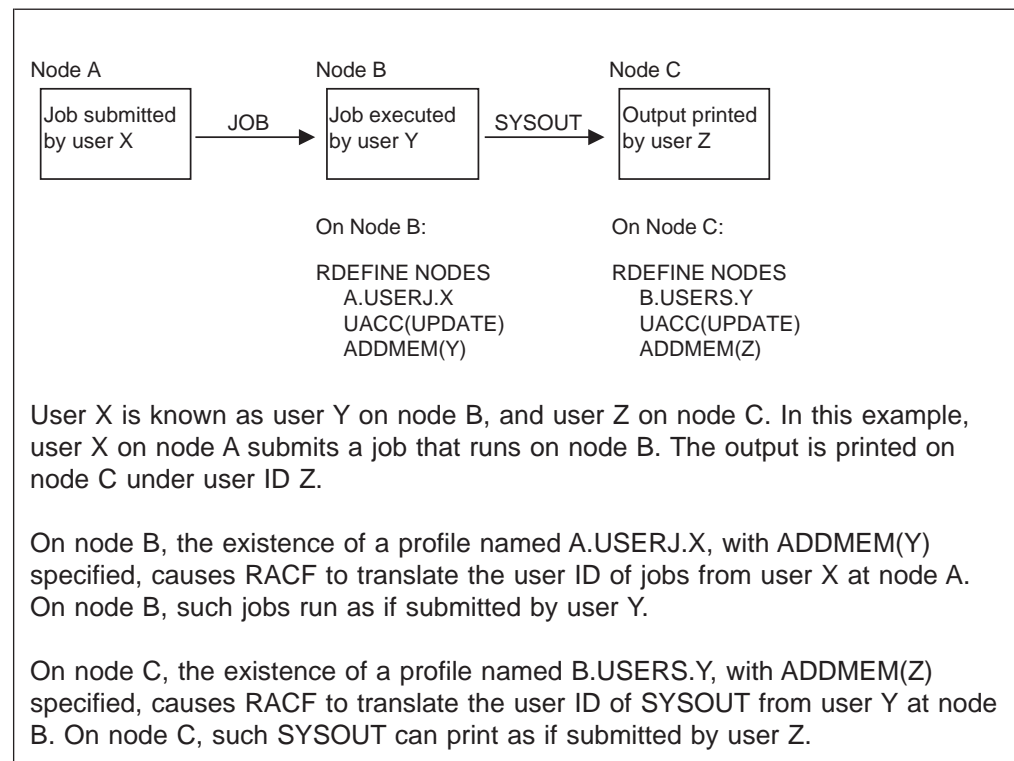 Node A
Node B
Node C
Job submitted
by user X
JOB
Job executed
by user Y
SYSOUT
Output printed
by user Z
On Node B:
RDEFINE NODES
A.USERJ.X
UACC(UPDATE)
ADDMEM(Y)
On Node C:
RDEFINE NODES
B.USERS.Y
UACC(UPDATE)
ADDMEM(Z)
User X is known as user Y on node B, and user Z on node C. In this example,
user X on node A submits a job that runs on node B. The output is printed on
node C under user ID Z.
On node B, the existence of a profile named A.USERJ.X, with ADDMEM(Y)
specified, causes RACF to translate the user ID of jobs from user X at node A.
On node B, such jobs run as if submitted by user Y.
On node C, the existence of a profile named B.USERS.Y, with ADDMEM(Z)
specified, causes RACF to translate the user ID of SYSOUT from user Y at node
B. On node C, such SYSOUT can print as if submitted by user Z.